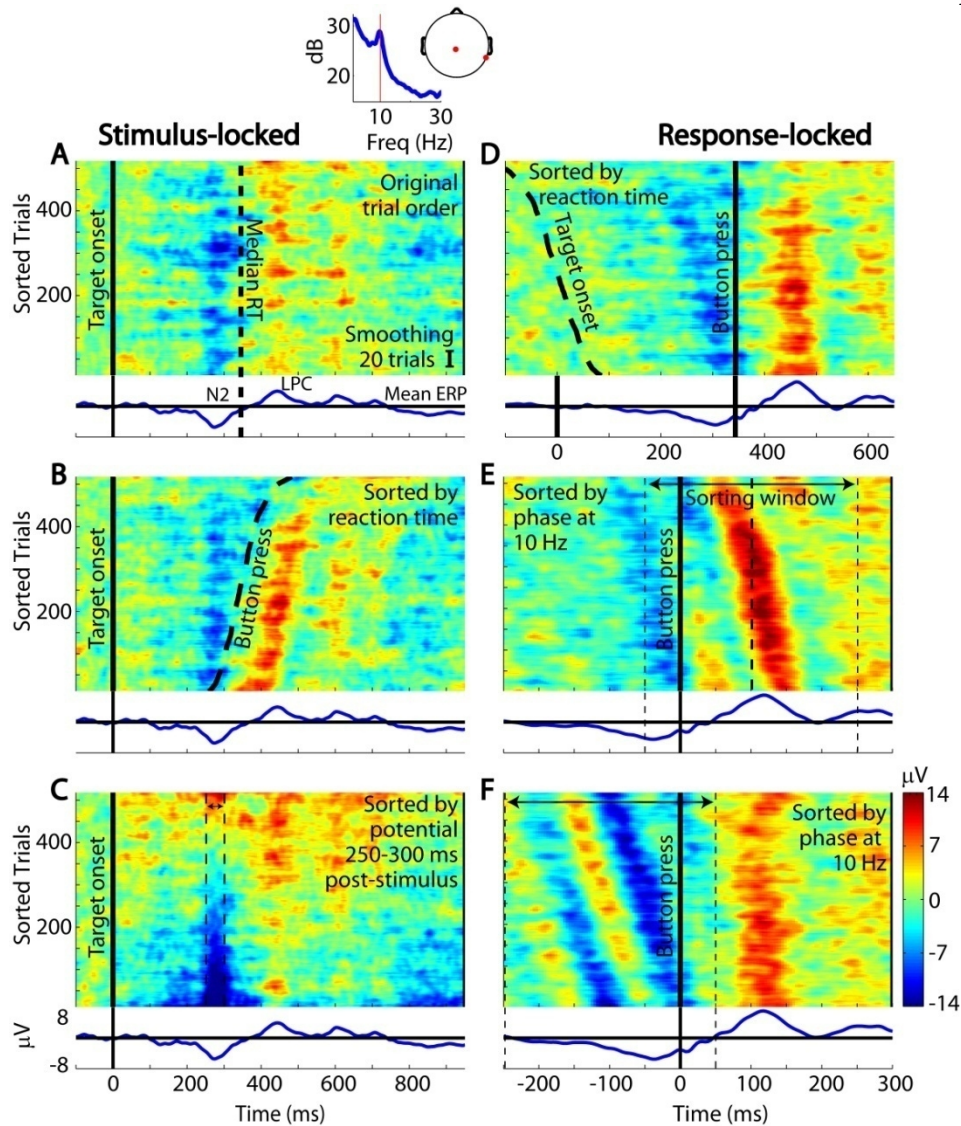 30
dB
20
10
30
Freq (Hz)
Stimulus-locked
Response-locked
A
Sorted Trials
400
200
Target onset
Median RT
Original
trial order
Smoothing
20 trials I
N2
LPC
Mean ERP
D
Sorted by
reaction time
Target onset
Button press
0
200
400
600
B
Sorted Trials
400
200
Target onset
Button press
Sorted by
reaction time
E
Sorted by
phase at
10 Hz
Button press
Sorting window
C
Sorted Trials
400
200
Target onset
Sorted by
potential
250-300 ms
post-stimulus
8
μV
-8
0
200
400
600
800
Time (ms)
F
Button press
Sorted by
phase at
10 Hz
-200
-100
0
100
200
300
Time (ms)
μV
14
7
0
-7
-14